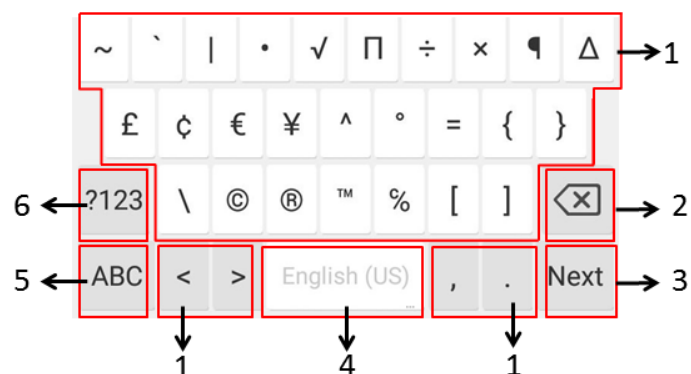 ~ ` | • √ Π ÷ × ¶ Δ 1
£ ¢ € ¥ ^ ° = { }
6 ?123 \ © ® ™ ℅ [ ] 2
5 ABC < > English (US) , . Next 3
1 4 1